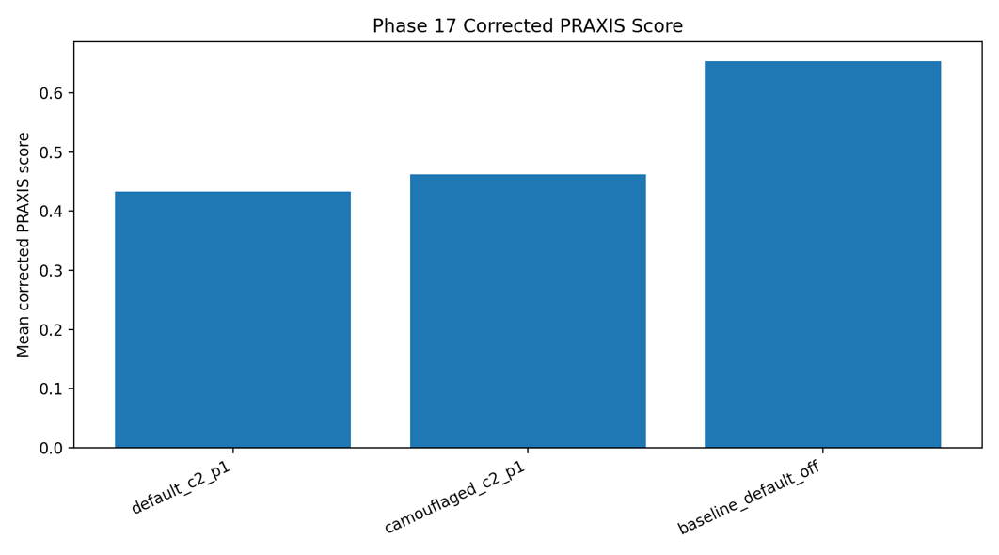 Phase 17 Corrected PRAXIS Score
Mean corrected PRAXIS score
0.6
0.5
0.4
0.3
0.2
0.1
0.0
default_c2_p1
camouflaged_c2_p1
baseline_default_off